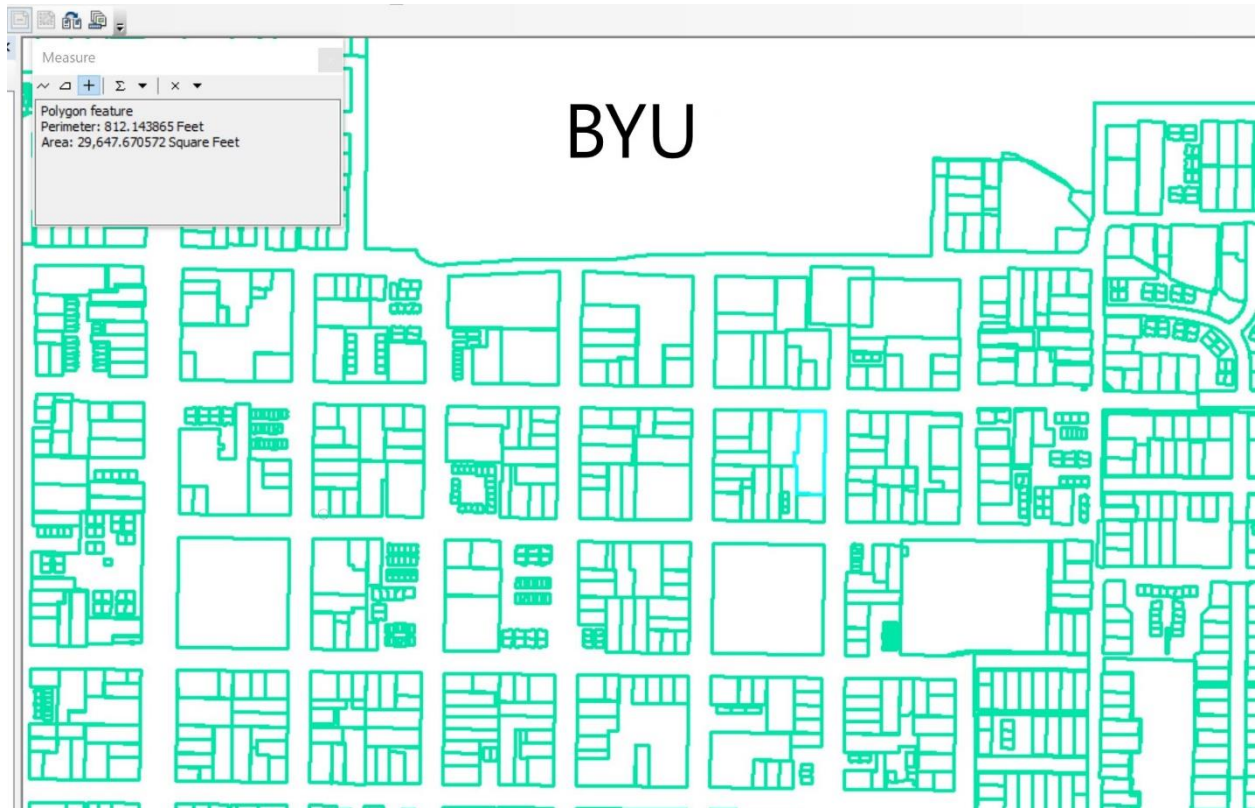 Measure
Polygon feature
Perimeter: 812.143865 Feet
Area: 29,647.670572 Square Feet
BYU